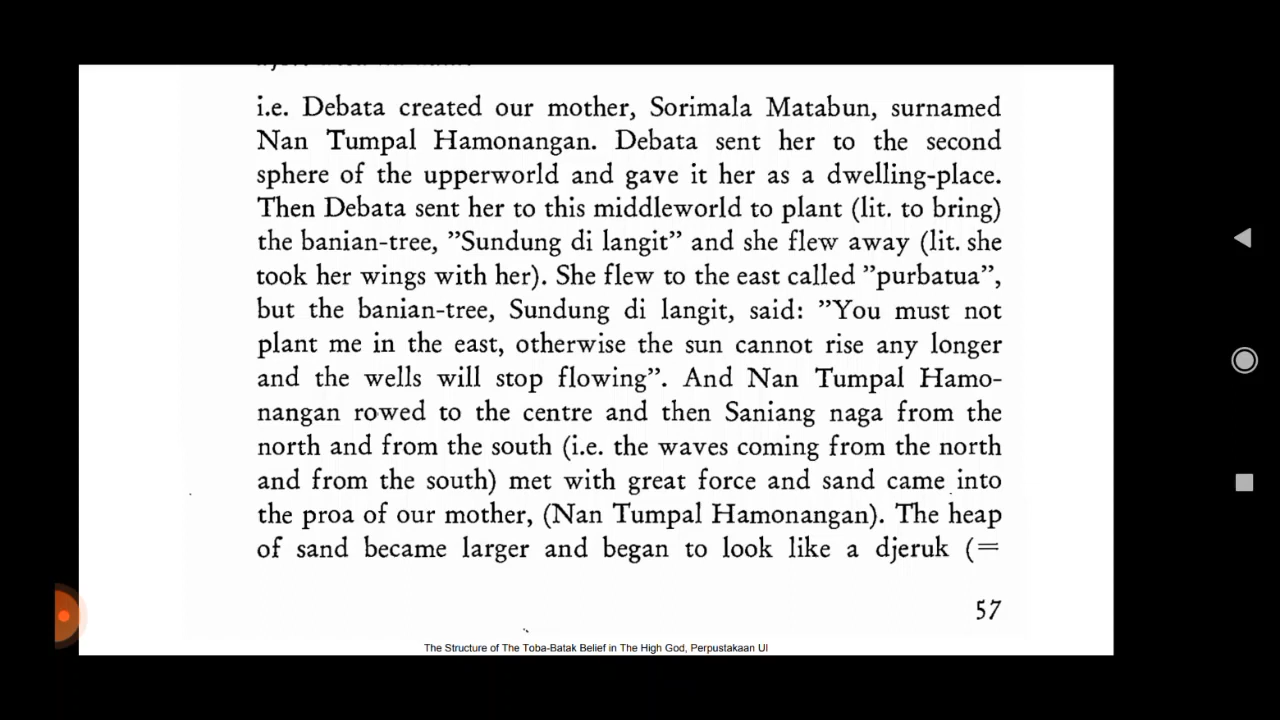 i.e. Debata created our mother, Sorimala Matabun, surnamed
Nan Tumpal Hamonangan. Debata sent her to the second
sphere of the upperworld and gave it her as a dwelling-place.
Then Debata sent her to this middleworld to plant (lit. to bring)
the banian-tree, ”Sundung di langit” and she flew away (lit. she
took her wings with her). She flew to the east called ”purbatua”,
but the banian-tree, Sundung di langit, said: ”You must not
plant me in the east, otherwise the sun cannot rise any longer
and the wells will stop flowing”. And Nan Tumpal Hamo-
nangan rowed to the centre and then Saniang naga from the
north and from the south (i.e. the waves coming from the north
and from the south) met with great force and sand came into
the proa of our mother, (Nan Tumpal Hamonangan). The heap
of sand became larger and began to look like a djeruk (=
57
The Structure of The Toba-Batak Belief in The High God, Perpustakaan UI